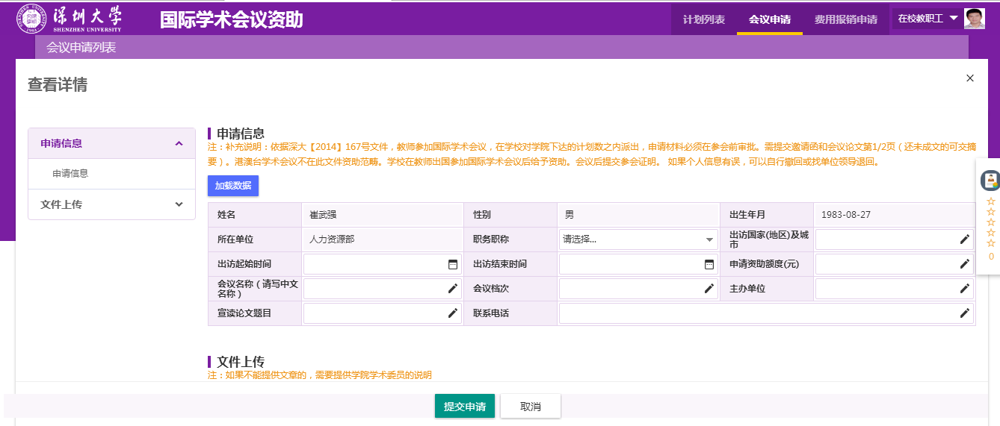 深圳大学
SHENZHEN UNIVERSITY
国际学术会议资助
计划列表
会议申请
费用报销申请
在校教职工
会议申请列表
查看详情
申请信息
申请信息
文件上传
申请信息
注：补充说明：依据深大【2014】167号文件，教师参加国际学术会议，在学校对学院下达的计划数之内派出，申请材料必须在参会前审批。需提交邀请函和会议论文第1/2页（还未成文的可交摘
要）。港澳台学术会议不在此文件资助范畴。学校在教师出国参加国际学术会议后给予资助。会议后提交参会证明。 如果个人信息有误，可以自行撤回或找单位领导退回。
加载数据
姓名
崔武强
性别
男
出生年月
1983-08-27
所在单位
人力资源部
职务职称
请选择...
出访国家(地区)及城
市
出访起始时间
出访结束时间
申请资助额度(元)
会议名称（请写中文
名称）
会议档次
主办单位
宣读论文题目
联系电话
0
文件上传
注：如果不能提供文章的，需要提供学院学术委员的说明
提交申请
取消